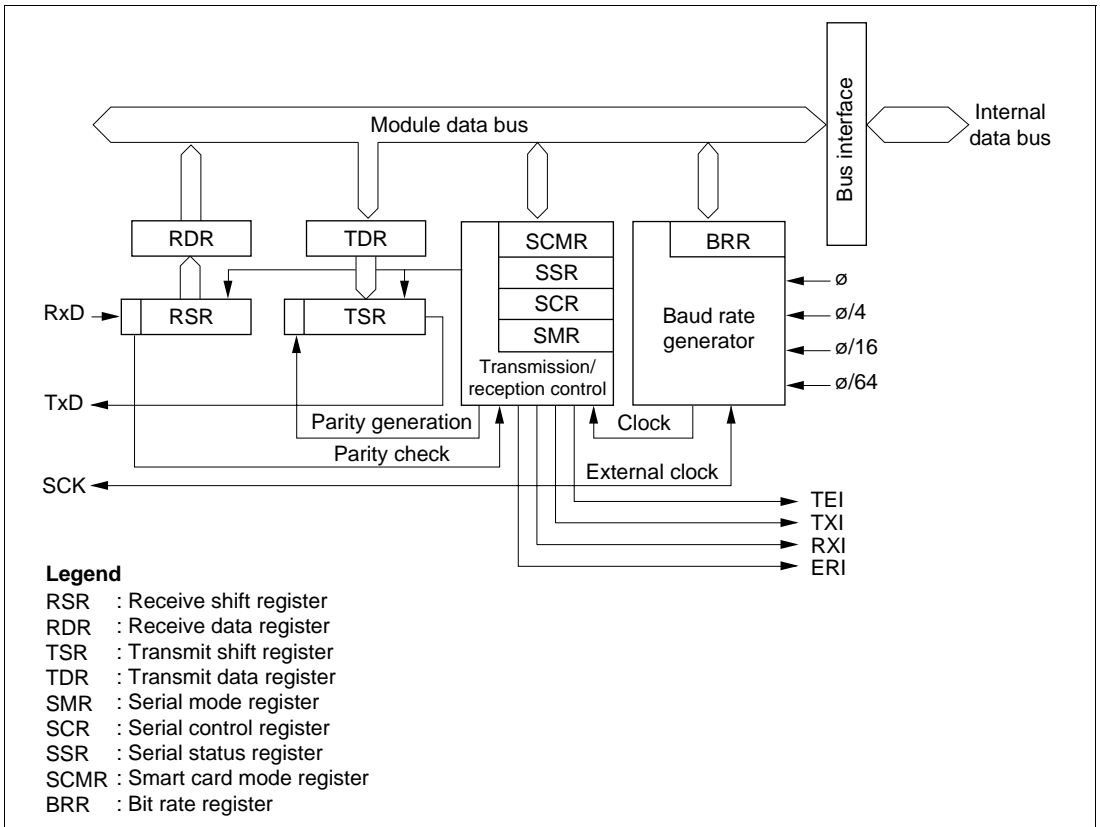 Module data bus
Bus interface
Internal
data bus
RDR
TDR
SCMR
SSR
SCR
SMR
Transmission/
reception control
BRR
Baud rate
generator
ø
ø/4
ø/16
ø/64
RxD
RSR
TSR
TxD
Parity generation
Parity check
Clock
SCK
External clock
TEI
TXI
RXI
ERI
Legend
RSR : Receive shift register
RDR : Receive data register
TSR : Transmit shift register
TDR : Transmit data register
SMR : Serial mode register
SCR : Serial control register
SSR : Serial status register
SCMR : Smart card mode register
BRR : Bit rate register